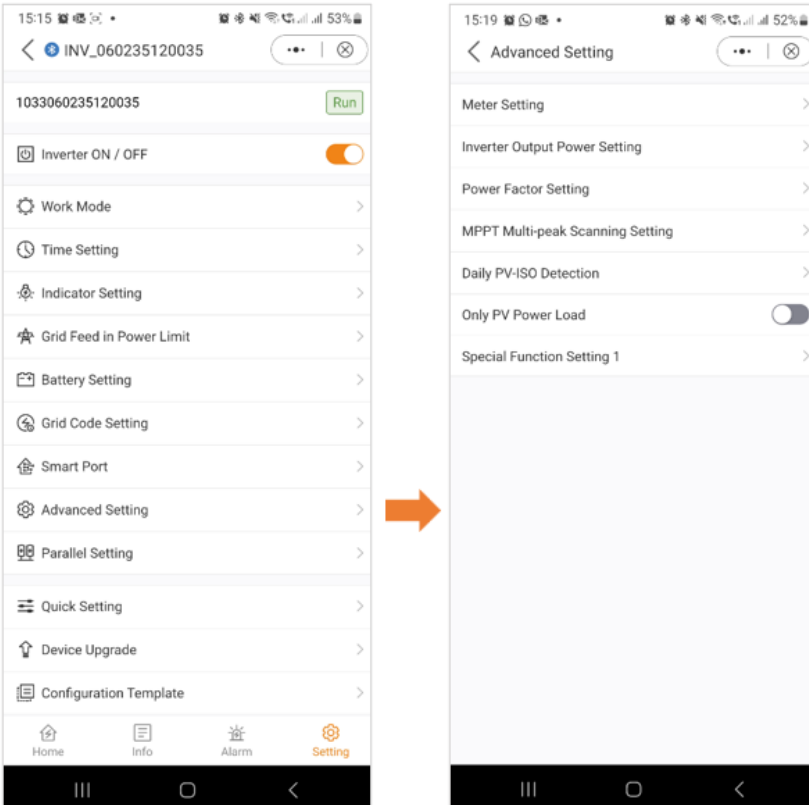 15:15
53%
INV_060235120035
1033060235120035
Run
Inverter ON / OFF
Work Mode
Time Setting
Indicator Setting
Grid Feed in Power Limit
Battery Setting
Grid Code Setting
Smart Port
Advanced Setting
Parallel Setting
Quick Setting
Device Upgrade
Configuration Template
Home
Info
Alarm
Setting
15:19
52%
Advanced Setting
Meter Setting
Inverter Output Power Setting
Power Factor Setting
MPPT Multi-peak Scanning Setting
Daily PV-ISO Detection
Only PV Power Load
Special Function Setting 1